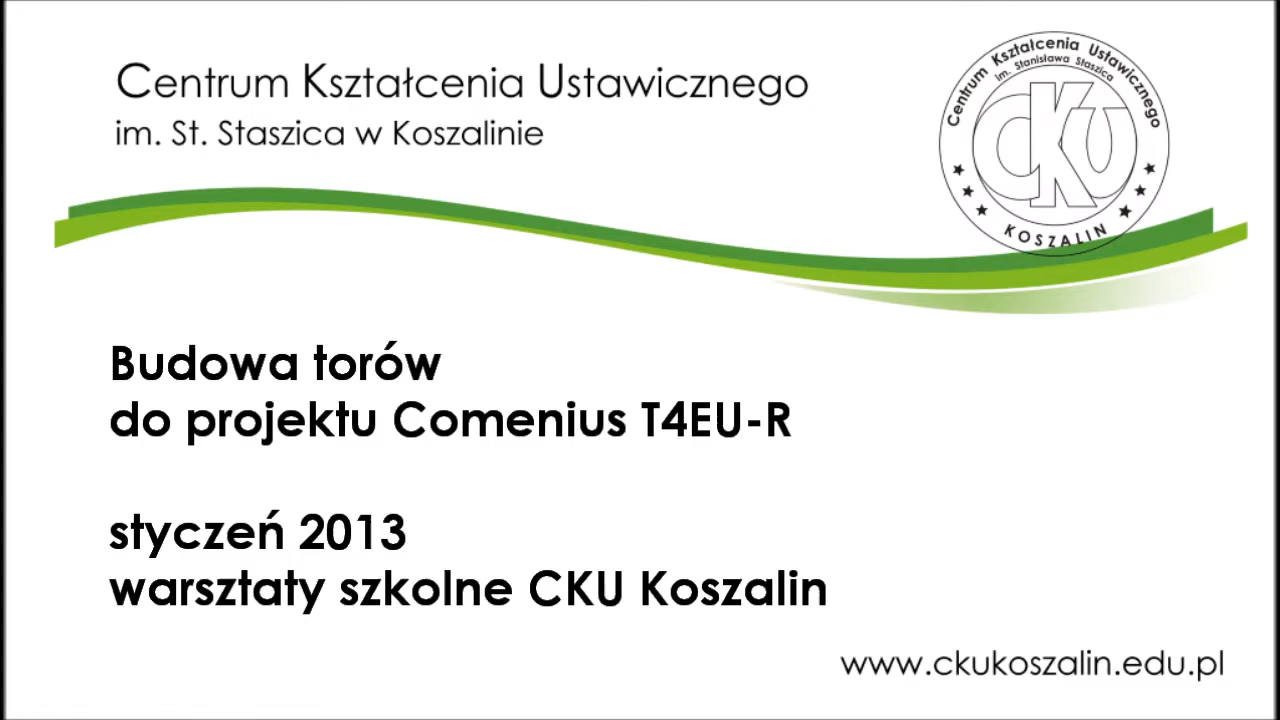 Centrum Kształcenia Ustawicznego
im. St. Staszica w Koszalinie
Centrum Kształcenia Ustawicznego
im. Stanisława Staszica
CKU
KOSZALIN
Budowa torów
do projektu Comenius T4EU-R
styczeń 2013
warsztaty szkolne CKU Koszalin
www.ckukoszalin.edu.pl